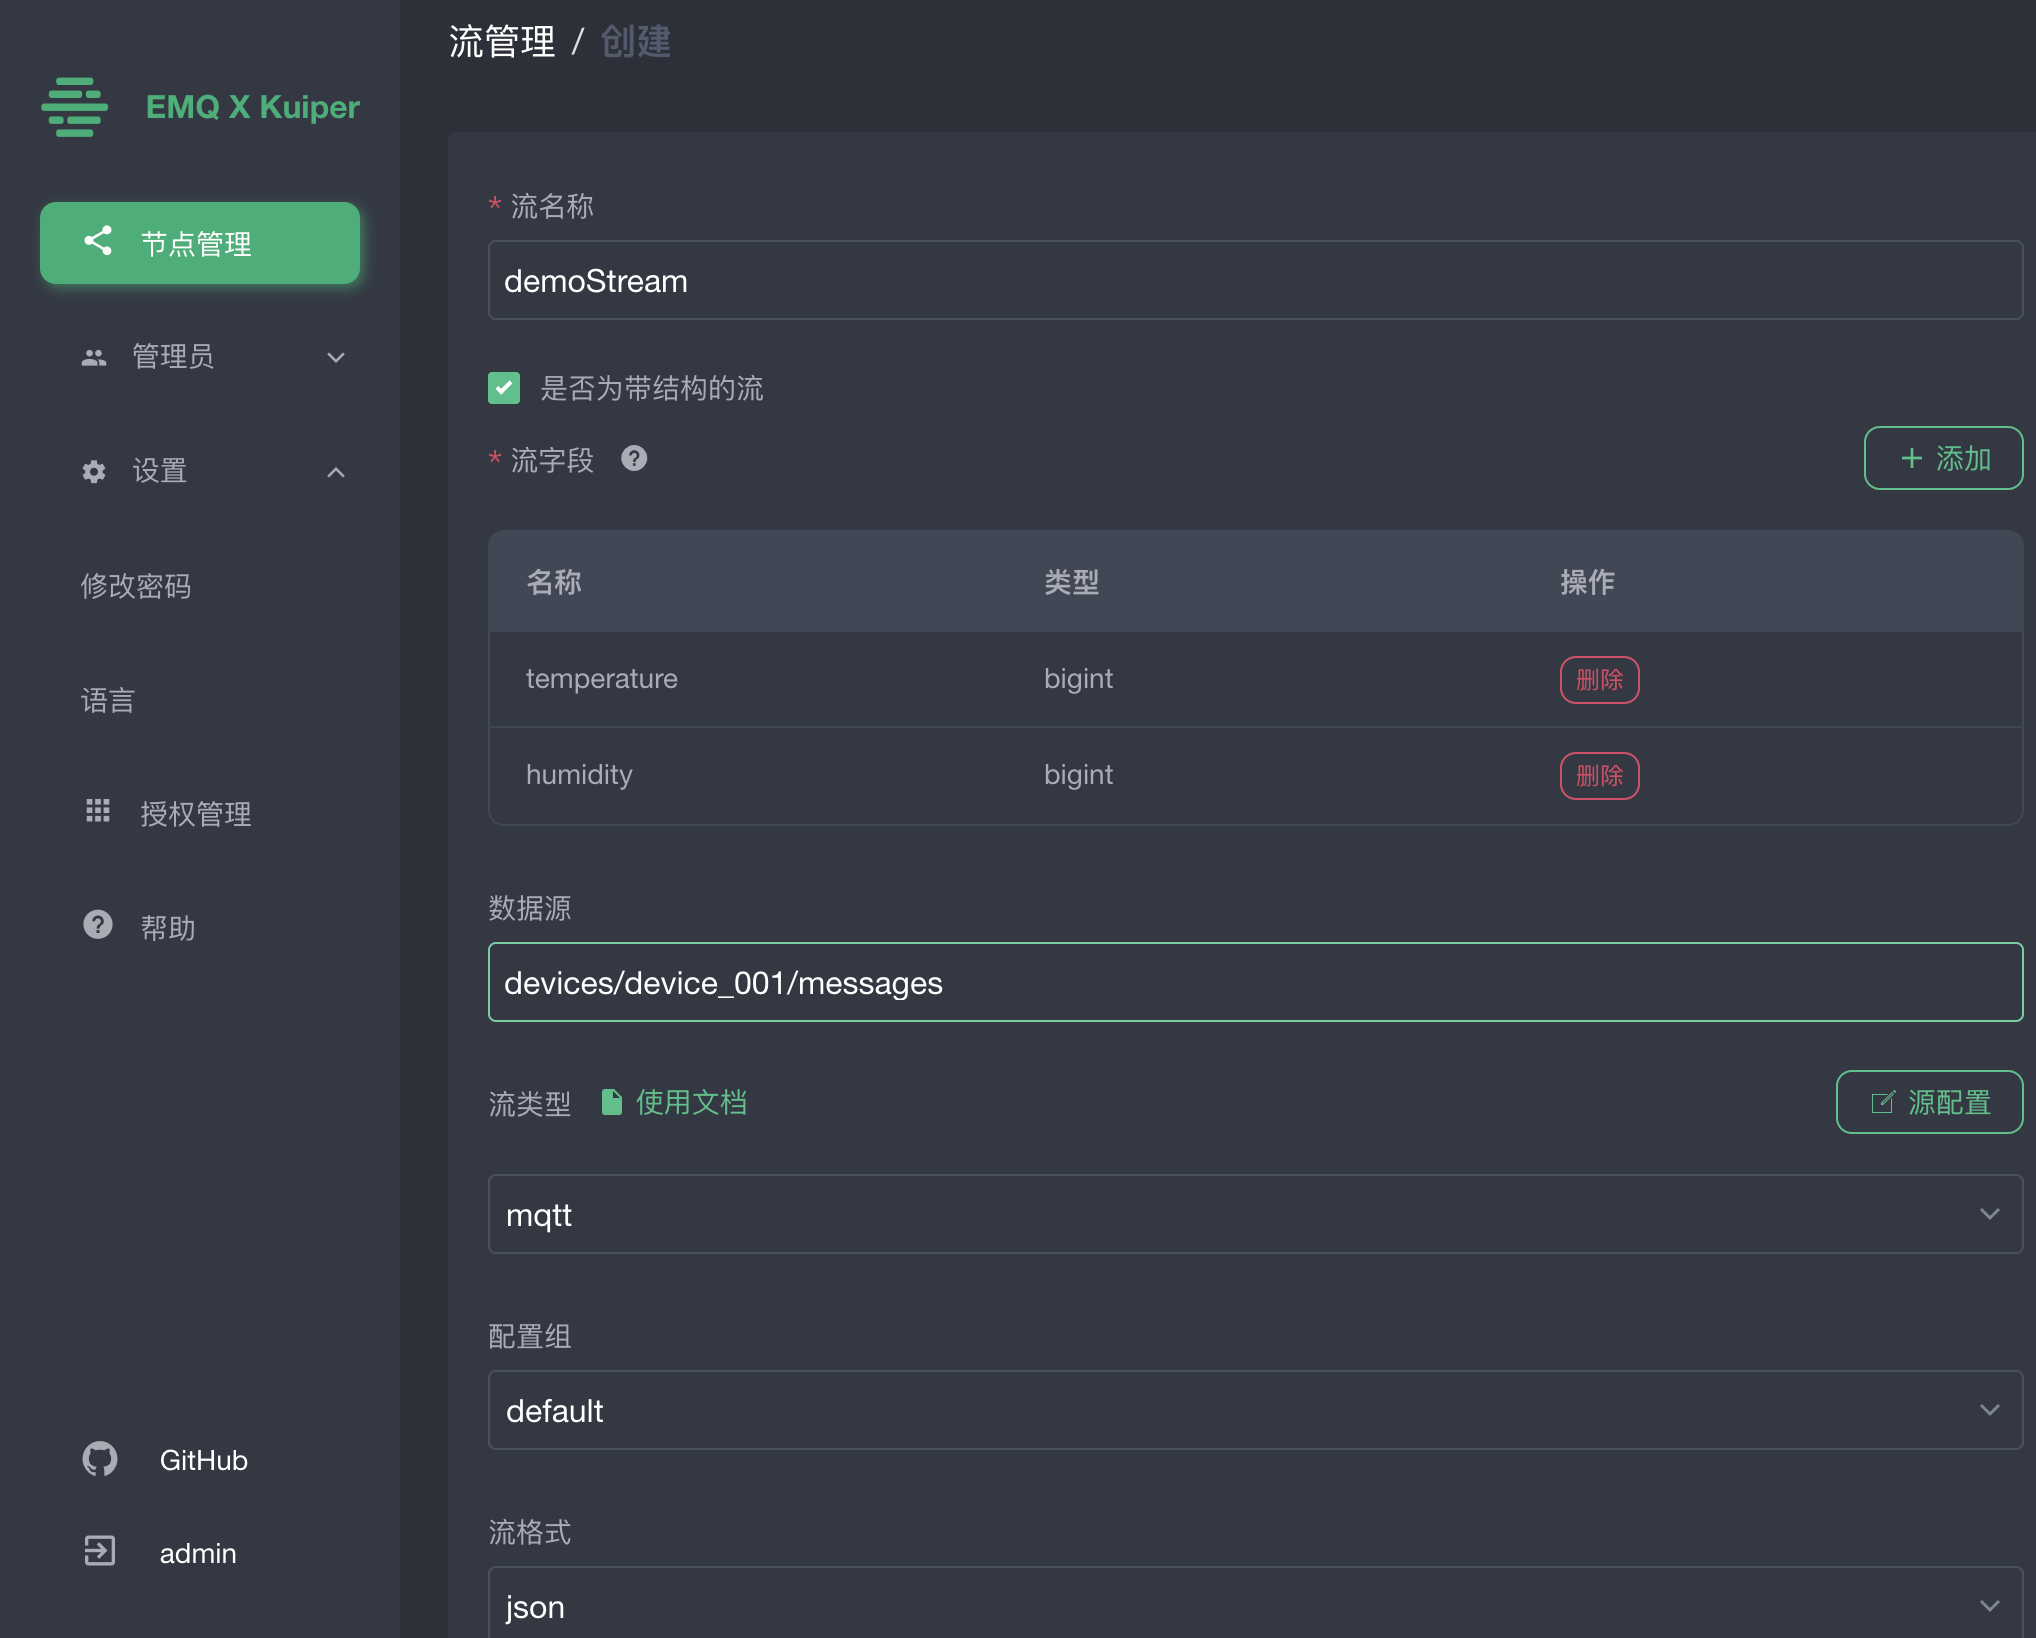 EMQ X Kuiper
节点管理
管理员
设置
修改密码
语言
授权管理
帮助
GitHub
admin
流管理 / 创建
* 流名称
demoStream
是否为带结构的流
* 流字段
+ 添加
名称 类型 操作
temperature bigint 删除
humidity bigint 删除
数据源
devices/device_001/messages
流类型 使用文档 源配置
mqtt
配置组
default
流格式
json